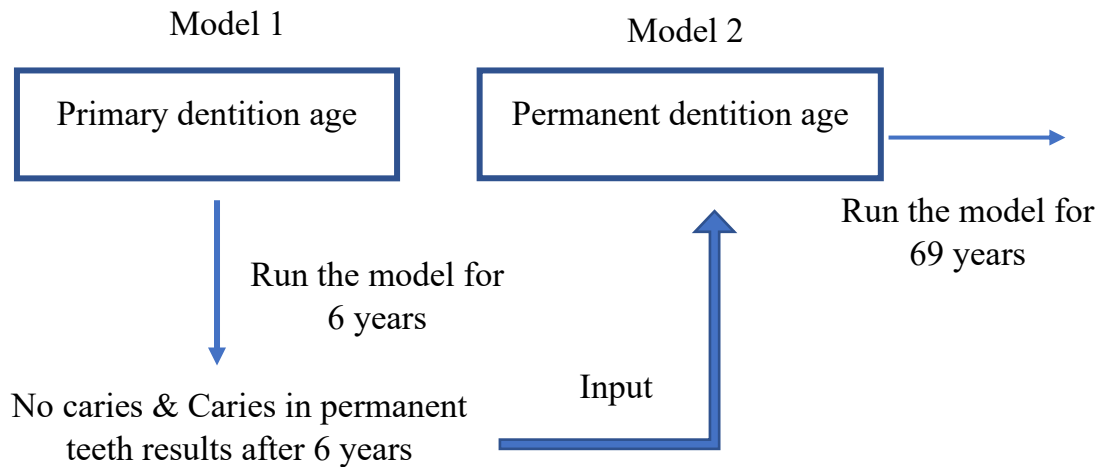 Model 1
Model 2
Primary dentition age
Permanent dentition age
Run the model for
69 years
Run the model for
6 years
Input
No caries & Caries in permanent
teeth results after 6 years